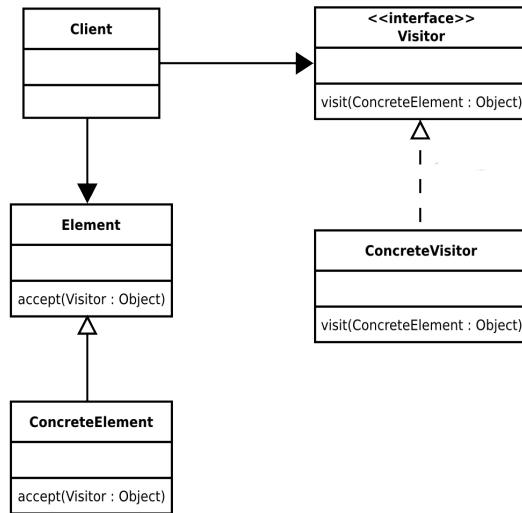 Client
<<interface>>
Visitor
visit(ConcreteElement : Object)
Element
accept(Visitor : Object)
ConcreteVisitor
visit(ConcreteElement : Object)
ConcreteElement
accept(Visitor : Object)